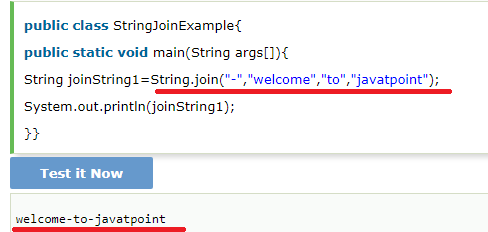 public class StringJoinExample{
public static void main(String args[]){
String joinString1=String.join("-","welcome","to","javatpoint");
System.out.println(joinString1);
}}
Test it Now
welcome-to-javatpoint